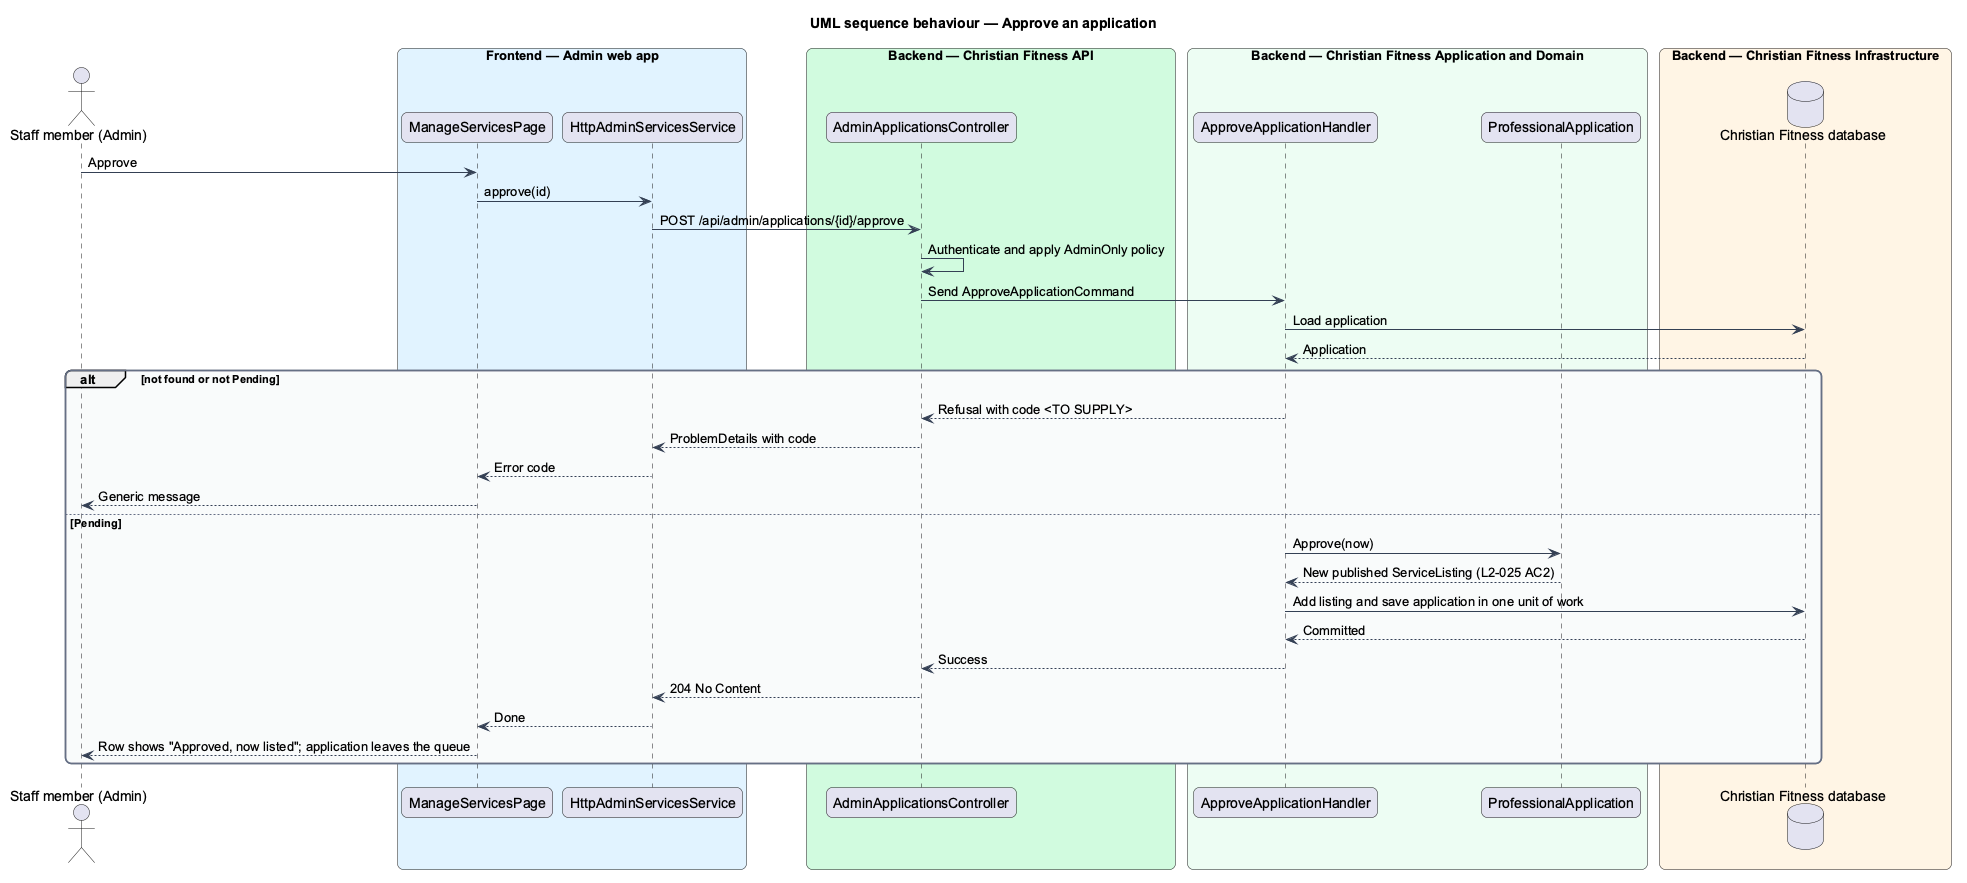 UML sequence behaviour — Approve an application
Frontend — Admin web app
Backend — Christian Fitness API
Backend — Christian Fitness Application and Domain
Backend — Christian Fitness Infrastructure
Staff member (Admin)
ManageServicesPage
HttpAdminServicesService
AdminApplicationsController
ApproveApplicationHandler
ProfessionalApplication
Christian Fitness database
Approve
approve(id)
POST /api/admin/applications/{id}/approve
Authenticate and apply AdminOnly policy
Send ApproveApplicationCommand
Load application
Application
alt
[not found or not Pending]
Refusal with code <TO SUPPLY>
ProblemDetails with code
Error code
Generic message
[Pending]
Approve(now)
New published ServiceListing (L2-025 AC2)
Add listing and save application in one unit of work
Committed
Success
204 No Content
Done
Row shows "Approved, now listed"; application leaves the queue
Staff member (Admin)
ManageServicesPage
HttpAdminServicesService
AdminApplicationsController
ApproveApplicationHandler
ProfessionalApplication
Christian Fitness database